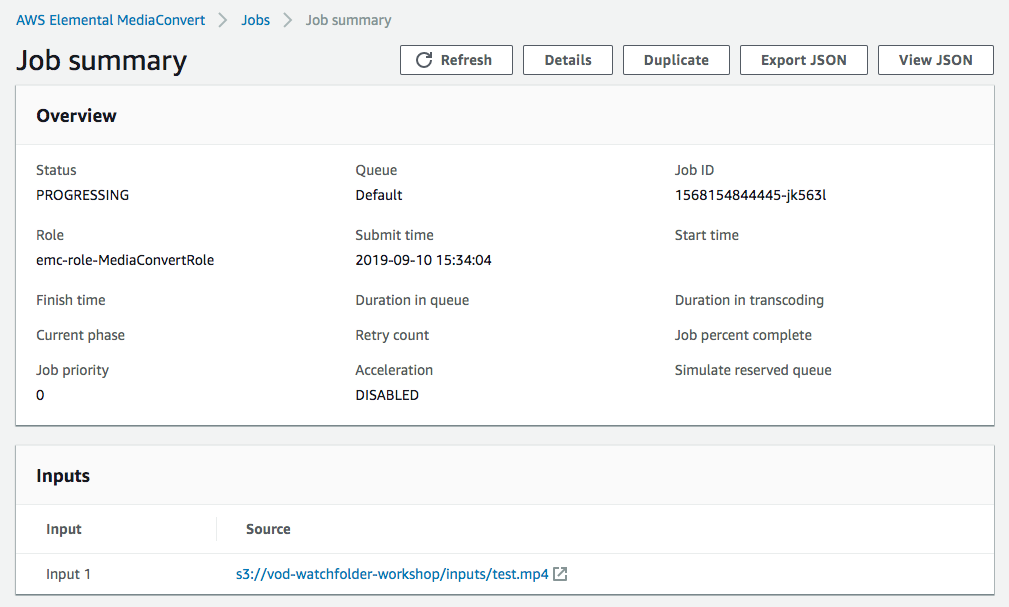 AWS Elemental MediaConvert > Jobs > Job summary
Job summary Refresh Details Duplicate Export JSON View JSON
Overview
Status Queue Job ID
PROGRESSING Default 1568154844445-jk563l
Role Submit time Start time
emc-role-MediaConvertRole 2019-09-10 15:34:04
Finish time Duration in queue Duration in transcoding
Current phase Retry count Job percent complete
Job priority Acceleration Simulate reserved queue
0 DISABLED
Inputs
Input Source
Input 1 s3://vod-watchfolder-workshop/inputs/test.mp4